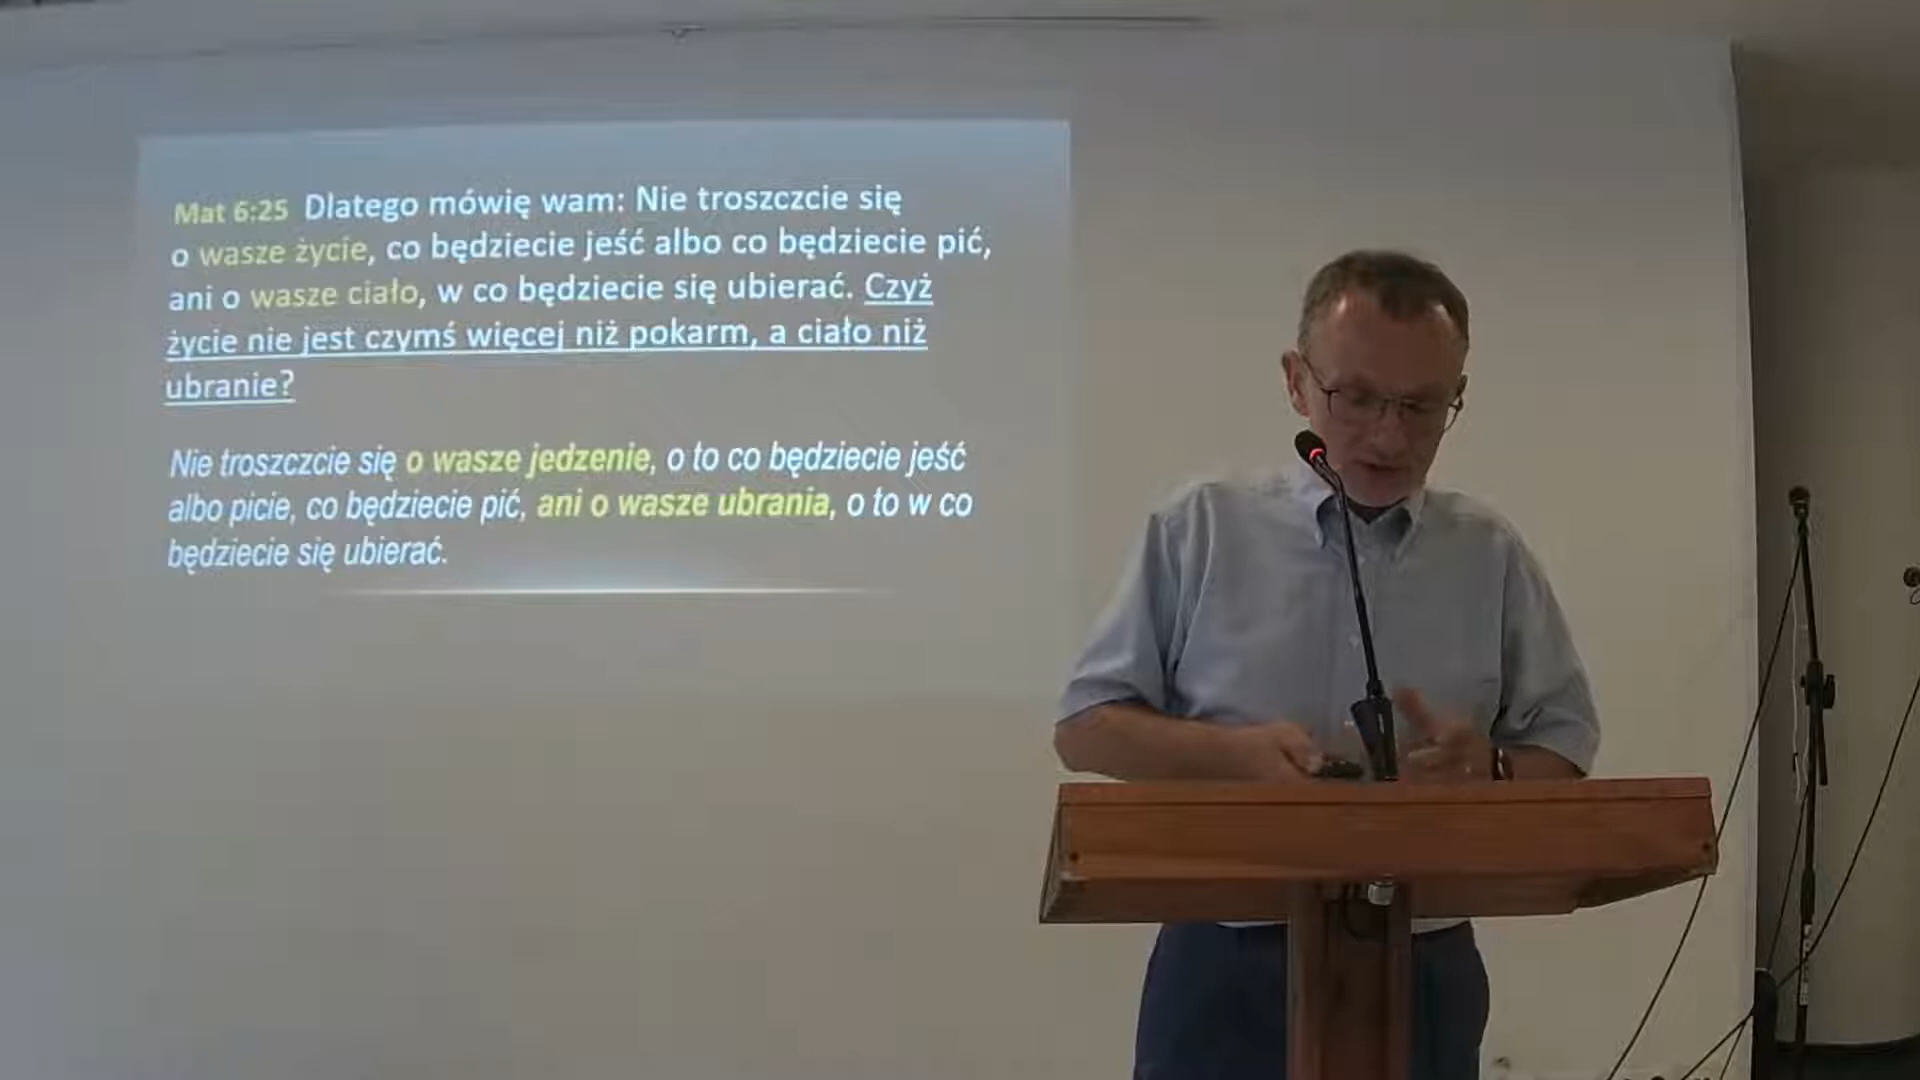 Mat 6:25 Dlatego mówię wam: Nie troszczcie się
o wasze życie, co będziecie jeść albo co będziecie pić,
ani o wasze ciało, w co będziecie się ubierać. Czyż
życie nie jest czymś więcej niż pokarm, a ciało niż
ubranie?
Nie troszczcie się o wasze jedzenie, o to co będziecie jeść
albo picie, co będziecie pić, ani o wasze ubrania, o to w co
będziecie się ubierać.